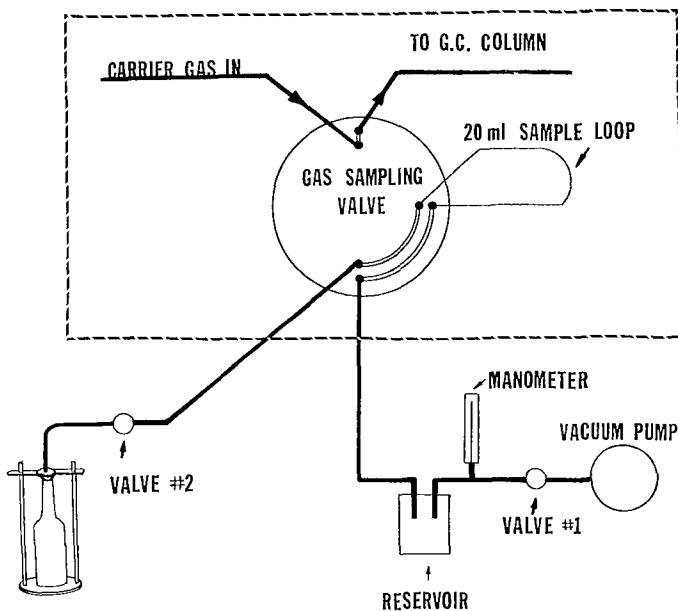 TO G.C. COLUMN
CARRIER GAS IN
20 ml SAMPLE LOOP
GAS SAMPLING
VALVE
MANOMETER
VACUUM PUMP
VALVE #2
VALVE #1
RESERVOIR